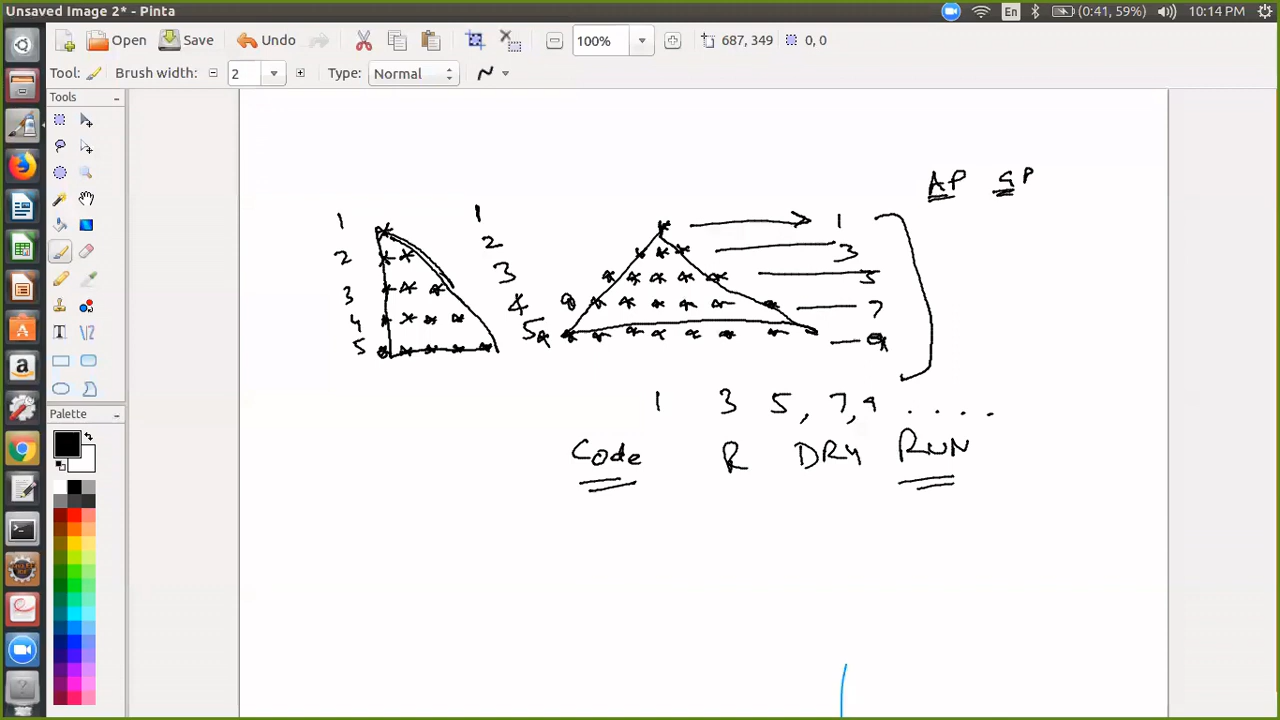 Unsaved Image 2* - Pinta
En (0:41, 59%) 10:14 PM
Open Save Undo 100% 687, 349 0, 0
Tool: Brush width: 2 Type: Normal
Tools
Palette
AP GP
1 * 1 * 1
2 * * 2 * * * 3
3 * * * 3 * * * * * 5
4 * * * * 4 * * * * * * 7
5 * * * * * 5 * * * * * * * * 9
1 3 5, 7, 9 .....
Code R DRY RUN